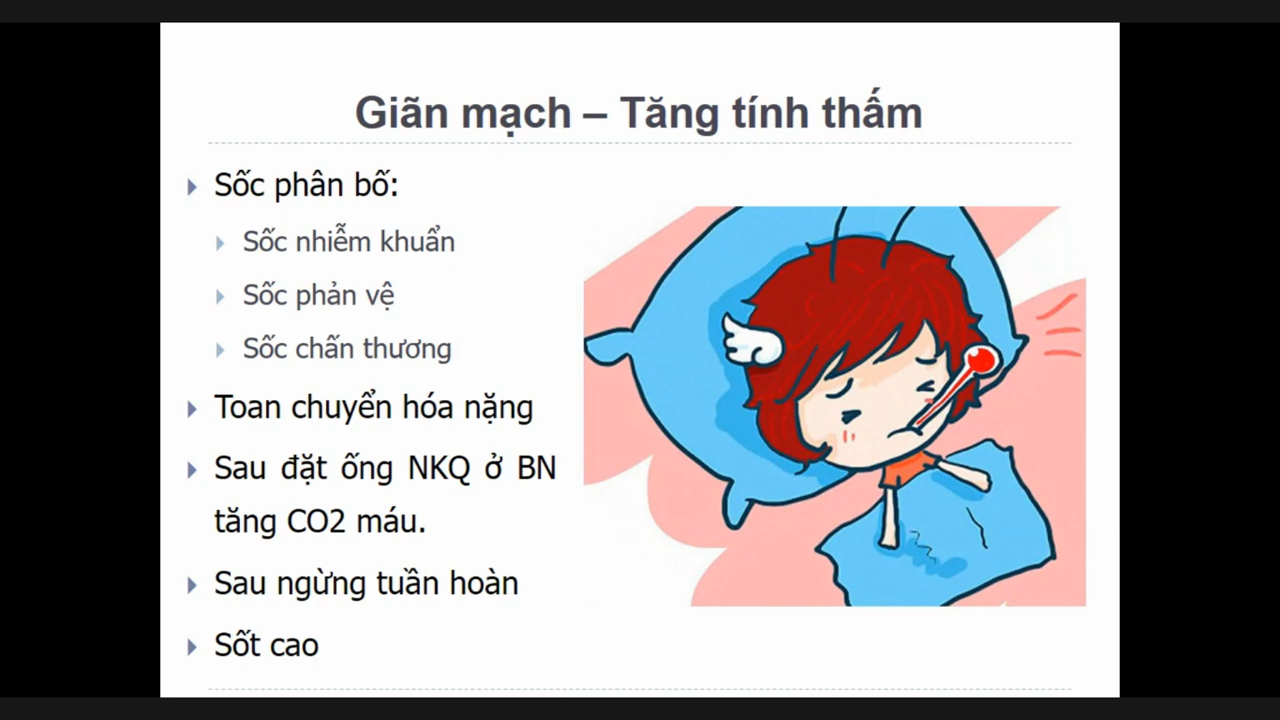 Giãn mạch – Tăng tính thấm
Sốc phân bố:
Sốc nhiễm khuẩn
Sốc phản vệ
Sốc chấn thương
Toan chuyển hóa nặng
Sau đặt ống NKQ ở BN
tăng CO2 máu.
Sau ngừng tuần hoàn
Sốt cao